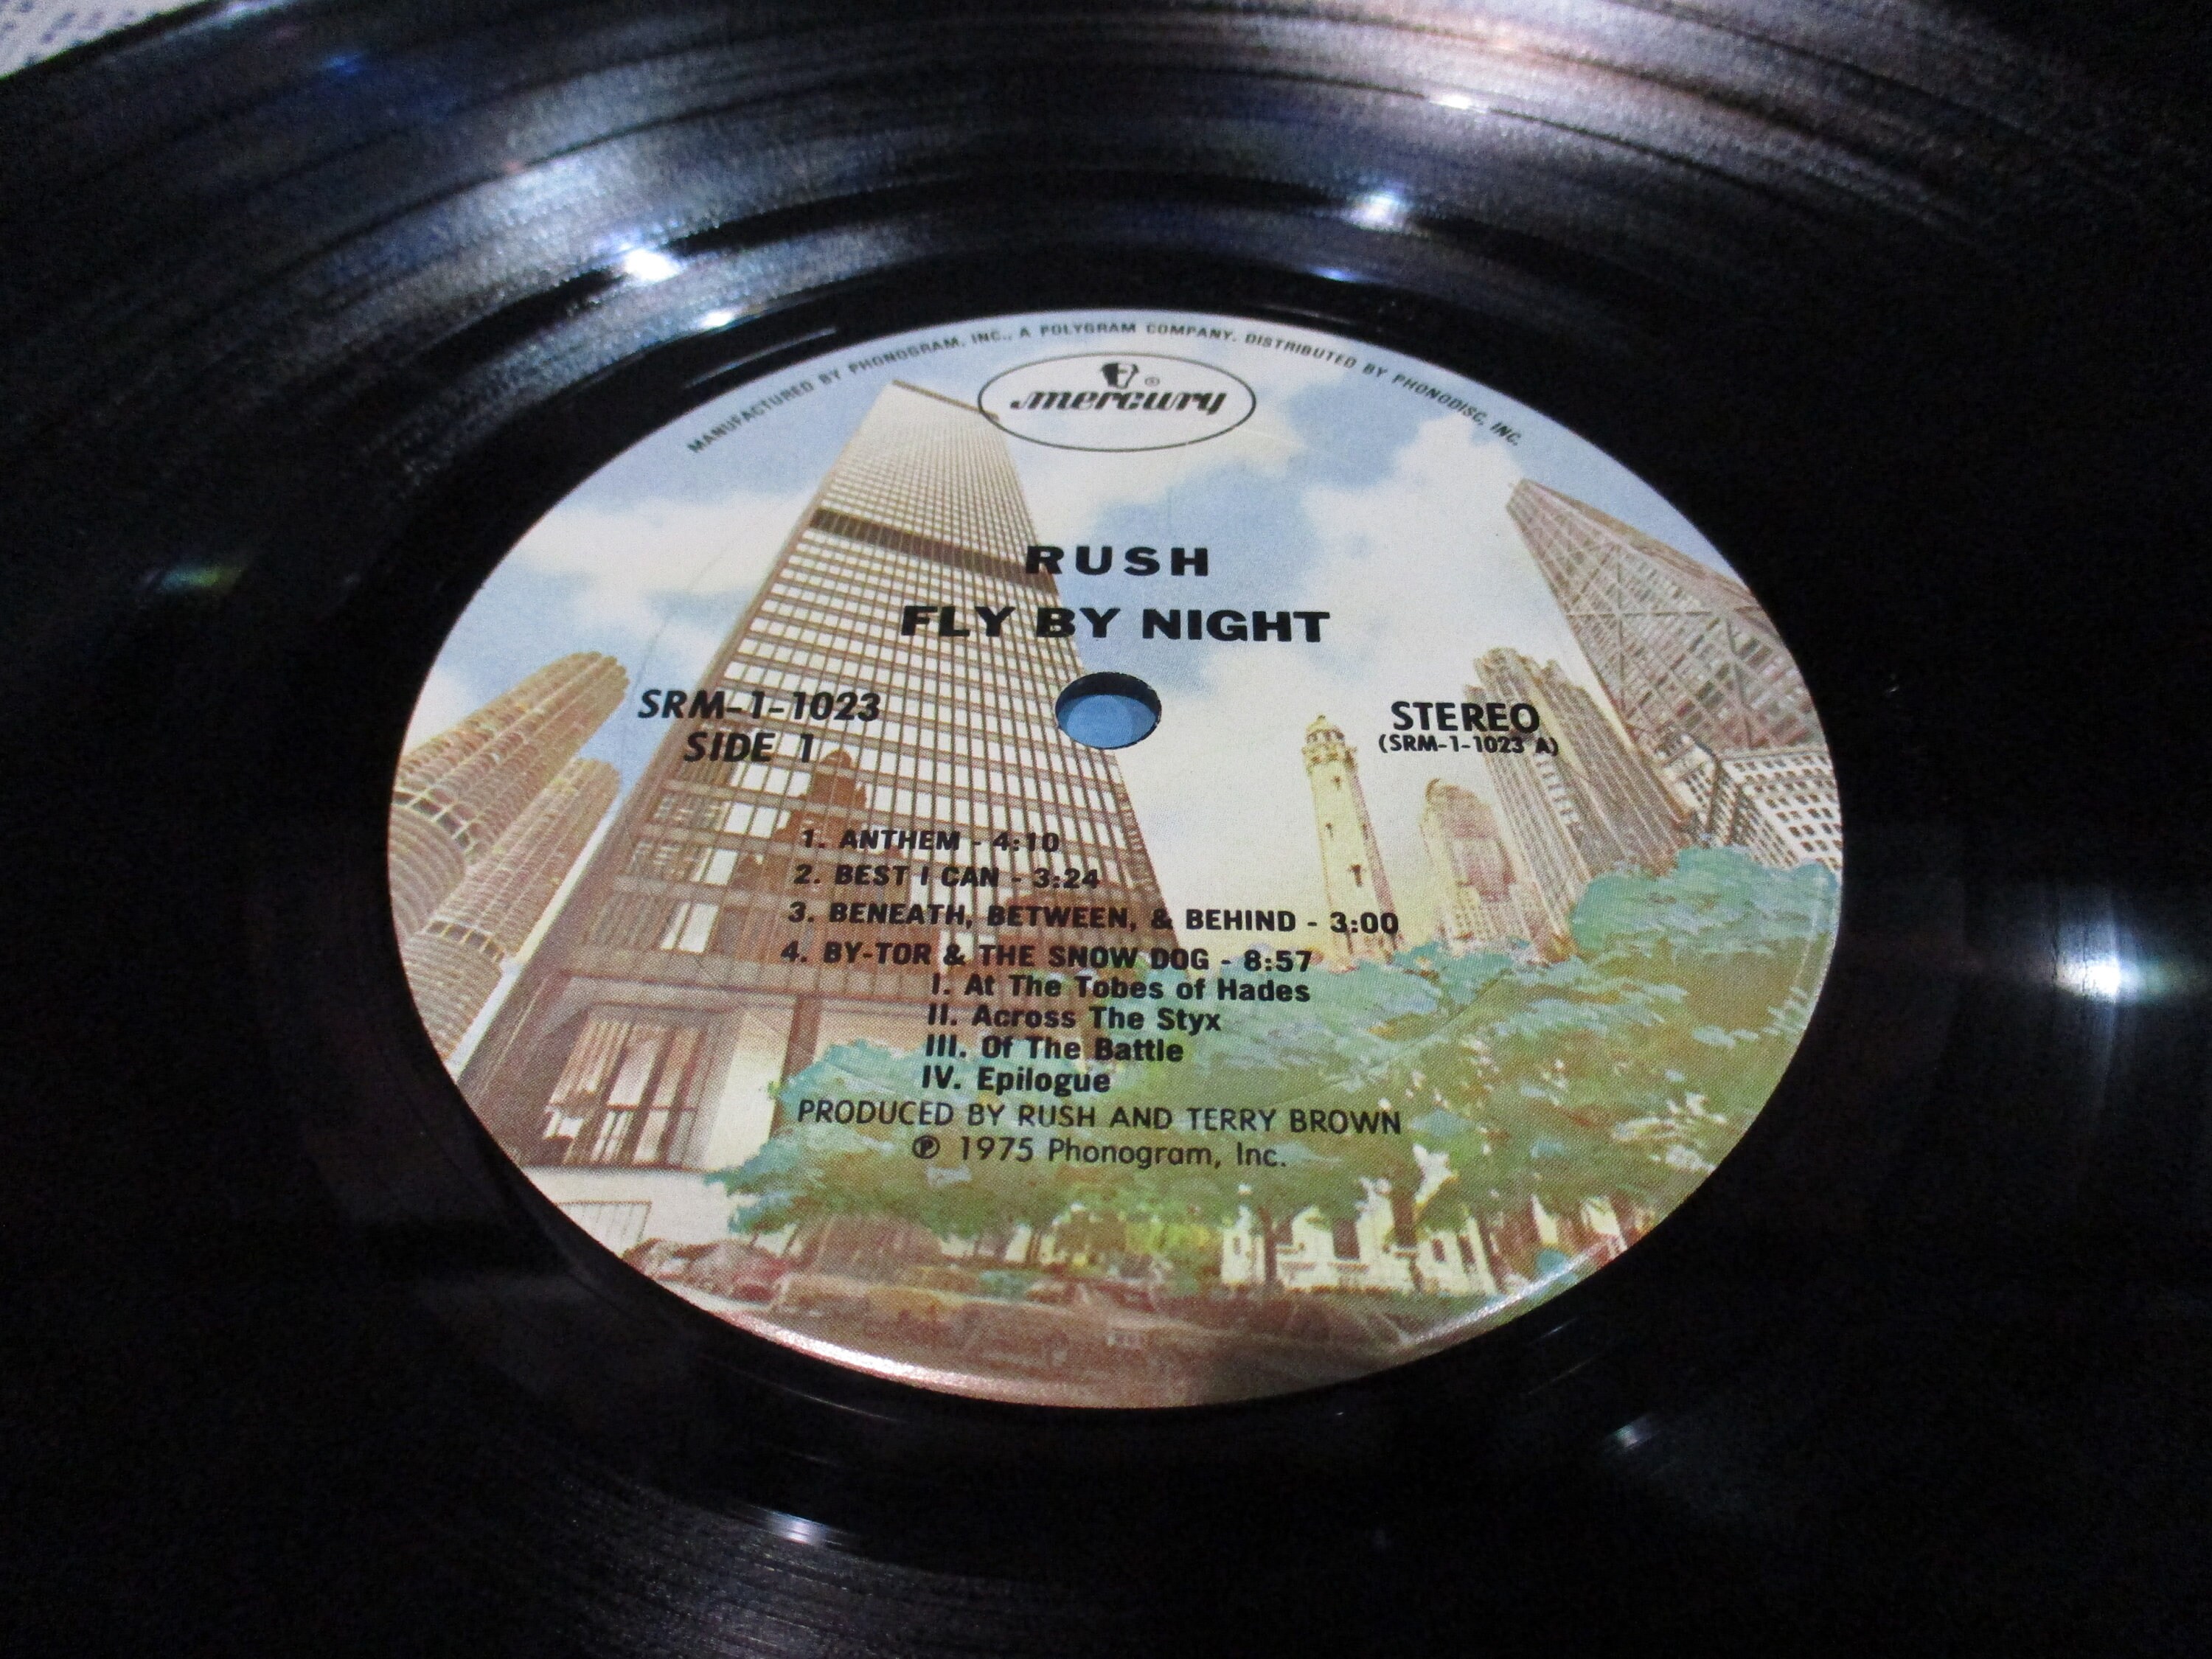 MANUFACTURED BY PHONOGRAM, INC., A POLYGRAM COMPANY. DISTRIBUTED BY PHONODISC, INC.
mercury ®
RUSH
FLY BY NIGHT
SRM-1-1023
SIDE 1
STEREO
(SRM-1-1023 A)
1. ANTHEM - 4:10
2. BEST I CAN - 3:24
3. BENEATH, BETWEEN, & BEHIND - 3:00
4. BY-TOR & THE SNOW DOG - 8:57
I. At The Tobes of Hades
II. Across The Styx
III. Of The Battle
IV. Epilogue
PRODUCED BY RUSH AND TERRY BROWN
℗ 1975 Phonogram, Inc.